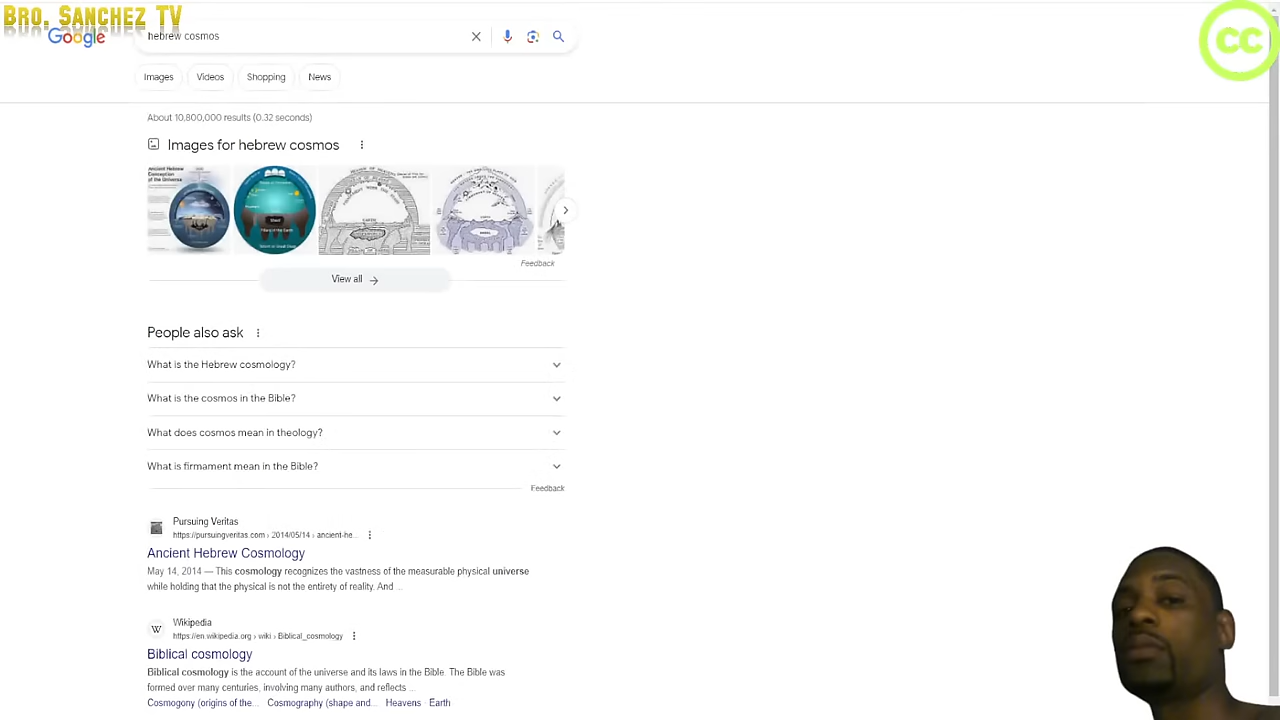 BRO. SANCHEZ TV
Google
hebrew cosmos
CC
Images
Videos
Shopping
News
About 10,800,000 results (0.32 seconds)
Images for hebrew cosmos
Ancient Hebrew
Conception
of the Universe
EARTH
Feedback
View all
People also ask
What is the Hebrew cosmology?
What is the cosmos in the Bible?
What does cosmos mean in theology?
What is firmament mean in the Bible?
Feedback
Pursuing Veritas
https://pursuingveritas.com › 2014/05/14 › ancient-he...
Ancient Hebrew Cosmology
May 14, 2014 — This cosmology recognizes the vastness of the measurable physical universe
while holding that the physical is not the entirety of reality. And ...
W
Wikipedia
https://en.wikipedia.org › wiki › Biblical_cosmology
Biblical cosmology
Biblical cosmology is the account of the universe and its laws in the Bible. The Bible was
formed over many centuries, involving many authors, and reflects ...
Cosmogony (origins of the... Cosmography (shape and... Heavens Earth